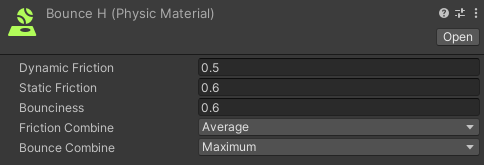 Bounce H (Physic Material)
Open
Dynamic Friction 0.5
Static Friction 0.6
Bounciness 0.6
Friction Combine Average
Bounce Combine Maximum